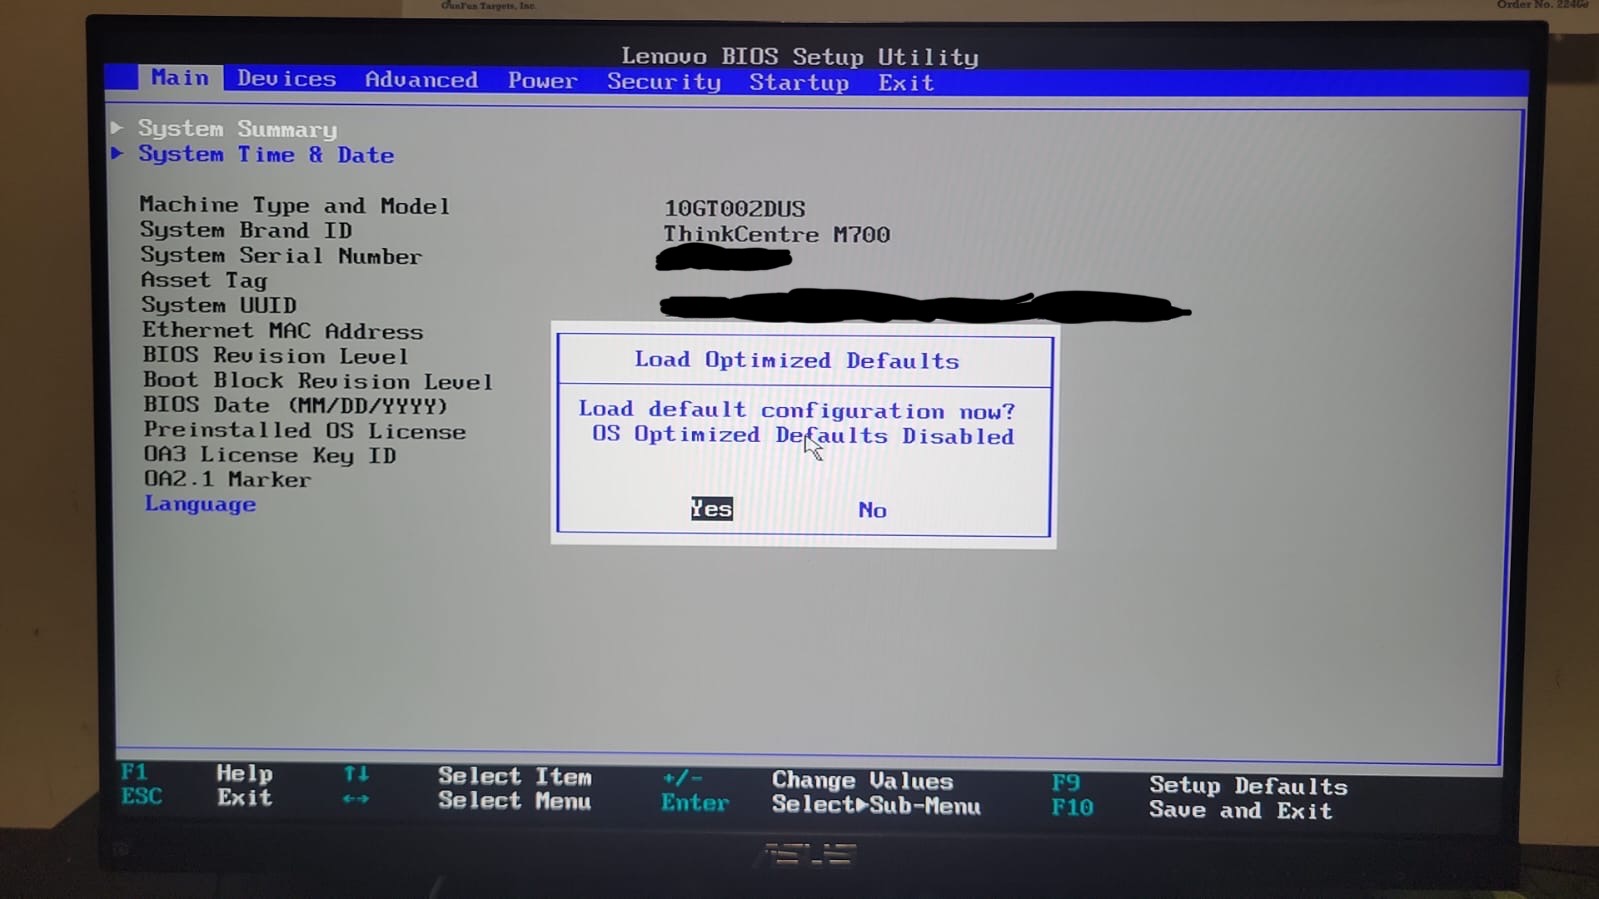 GunFun Targets, Inc.
Order No. 2246
Lenovo BIOS Setup Utility
Main Devices Advanced Power Security Startup Exit
System Summary
System Time & Date
Machine Type and Model 10GT002DUS
System Brand ID ThinkCentre M700
System Serial Number
Asset Tag
System UUID
Ethernet MAC Address
BIOS Revision Level
Boot Block Revision Level
BIOS Date (MM/DD/YYYY)
Preinstalled OS License
OA3 License Key ID
OA2.1 Marker
Language
Load Optimized Defaults
Load default configuration now?
OS Optimized Defaults Disabled
Yes No
F1 Help ↑↓ Select Item +/- Change Values F9 Setup Defaults
ESC Exit ←→ Select Menu Enter Select▶Sub-Menu F10 Save and Exit
ASUS